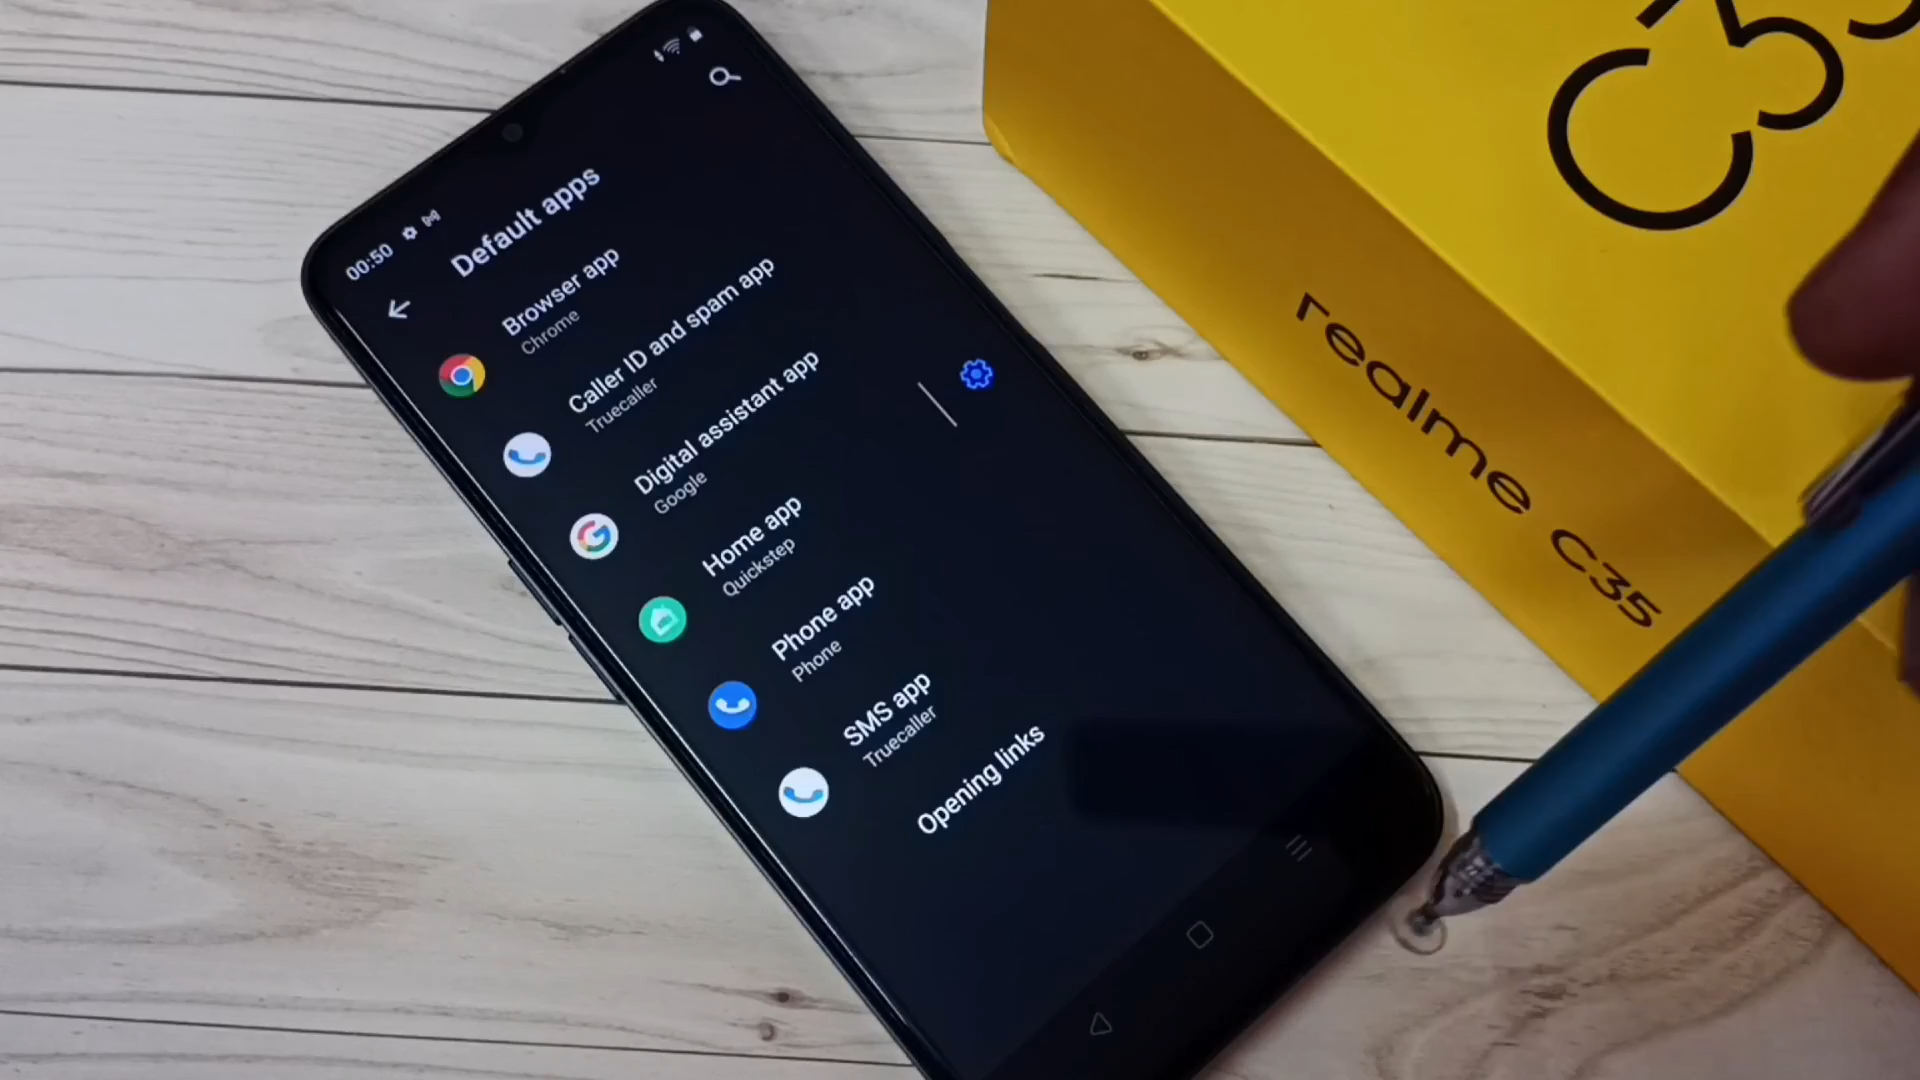 00:50
Default apps
Browser app
Chrome
Caller ID and spam app
Truecaller
Digital assistant app
Google
Home app
Quickstep
Phone app
Phone
SMS app
Truecaller
Opening links
realme C35